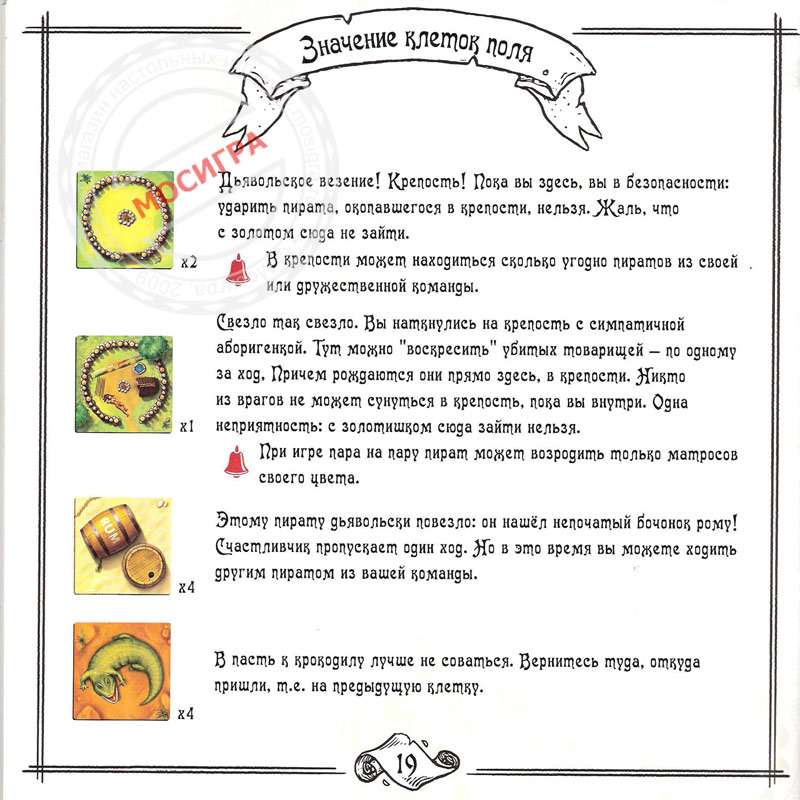 Значение клеток поля
Дьявольское везение! Крепость! Пока вы здесь, вы в безопасности:
ударить пирата, окопавшегося в крепости, нельзя. Жаль, что
с золотом сюда не зайти.
x2
В крепости может находиться сколько угодно пиратов из своей
или дружественной команды.
Свезло так свезло. Вы наткнулись на крепость с симпатичной
аборигенкой. Тут можно "воскресить" убитых товарищей – по одному
за ход. Причем рождаются они прямо здесь, в крепости. Никто
из врагов не может сунуться в крепость, пока вы внутри. Одна
неприятность: с золотишком сюда зайти нельзя.
x1
При игре пара на пару пират может возродить только матросов
своего цвета.
RUM
Этому пирату дьявольски повезло: он нашёл непочатый бочонок рому!
Счастливчик пропускает один ход. Но в это время вы можете ходить
другим пиратом из вашей команды.
x4
В пасть к крокодилу лучше не соваться. Вернитесь туда, откуда
пришли, т.е. на предыдущую клетку.
x4
19
МОСИГРА
магазин настольных